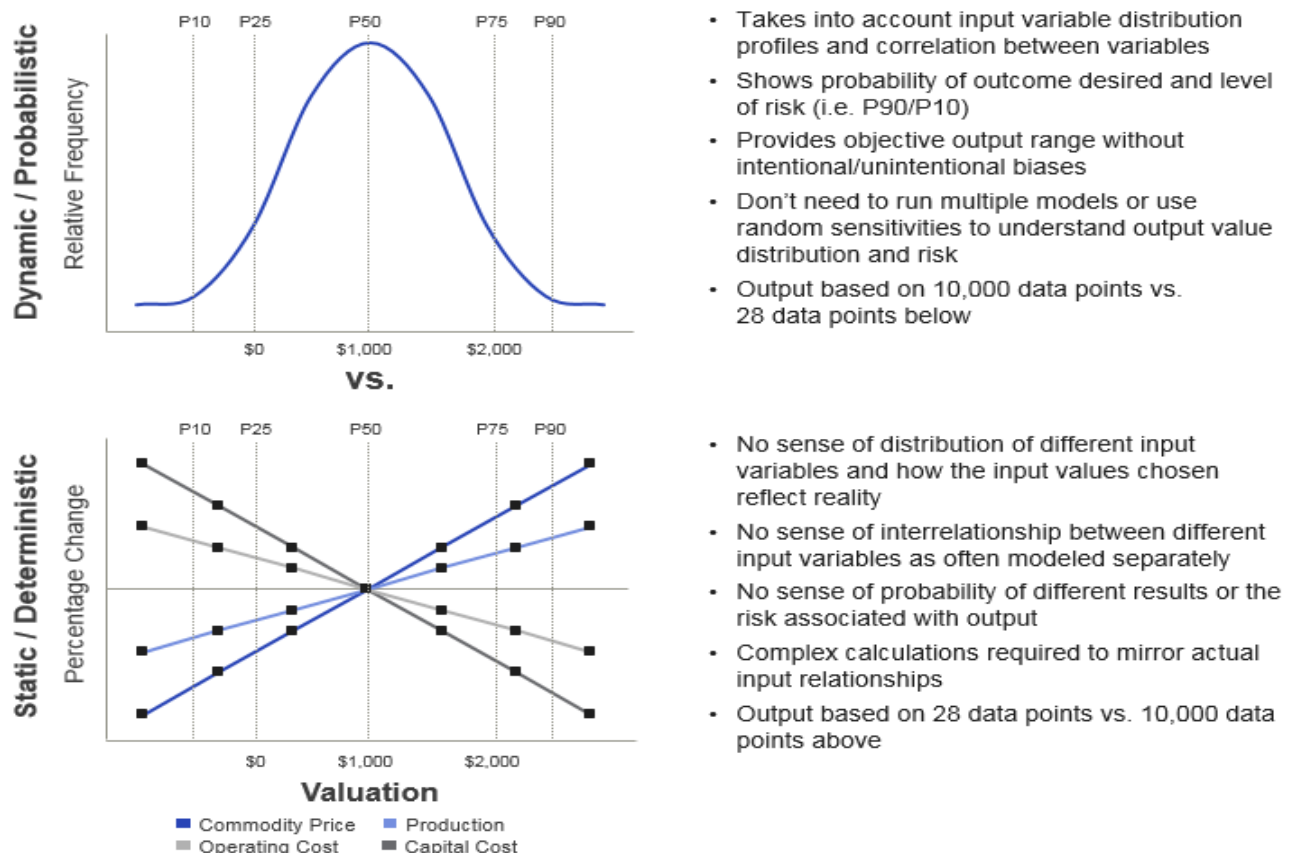 P10 P25 P50 P75 P90
Dynamic / Probabilistic
Relative Frequency
$0 $1,000 $2,000
vs.
• Takes into account input variable distribution
profiles and correlation between variables
• Shows probability of outcome desired and level
of risk (i.e. P90/P10)
• Provides objective output range without
intentional/unintentional biases
• Don't need to run multiple models or use
random sensitivities to understand output value
distribution and risk
• Output based on 10,000 data points vs.
28 data points below
P10 P25 P50 P75 P90
Static / Deterministic
Percentage Change
$0 $1,000 $2,000
Valuation
Commodity Price Production
Operating Cost Capital Cost
• No sense of distribution of different input
variables and how the input values chosen
reflect reality
• No sense of interrelationship between different
input variables as often modeled separately
• No sense of probability of different results or the
risk associated with output
• Complex calculations required to mirror actual
input relationships
• Output based on 28 data points vs. 10,000 data
points above